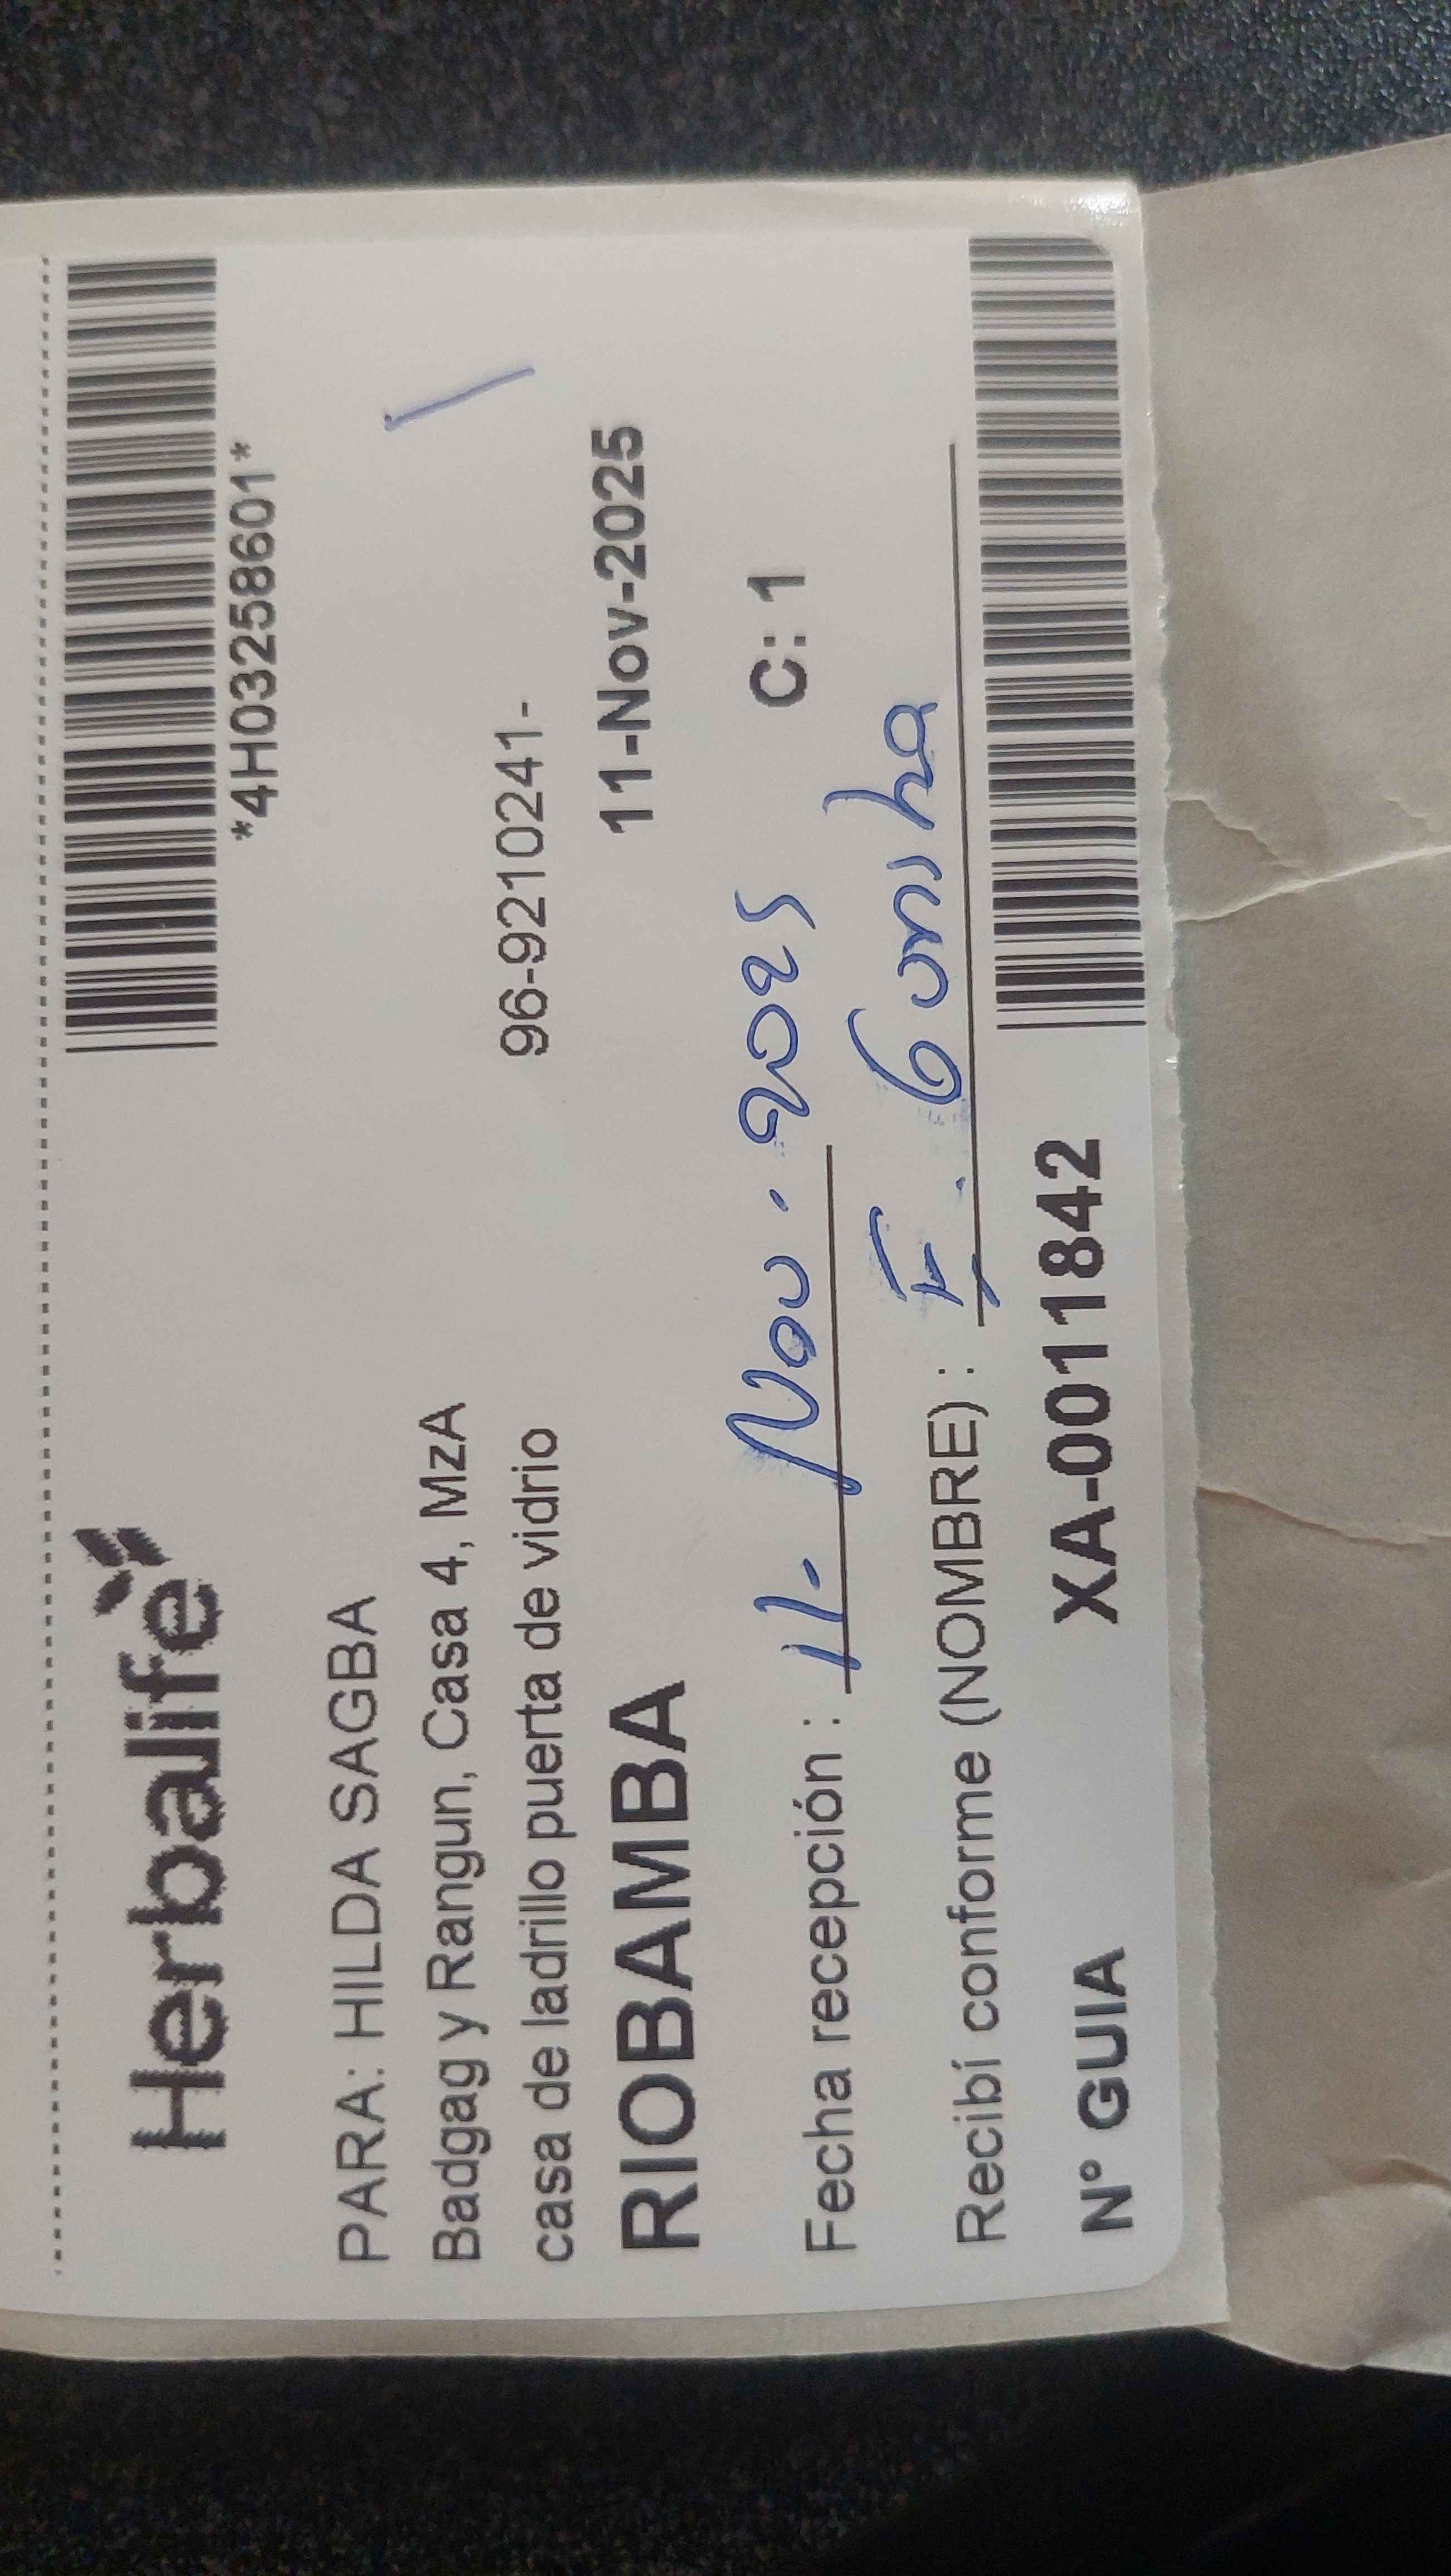 Herbalife
*4H03258601*
PARA: HILDA SAGBA
Badgag y Rangun, Casa 4, MzA
casa de ladrillo puerta de vidrio
96-9210241-
RIOBAMBA 11-Nov-2025
Fecha recepción : 11- Nov. 2025 C: 1
Recibí conforme (NOMBRE) : F.
N° GUIA XA-0011842